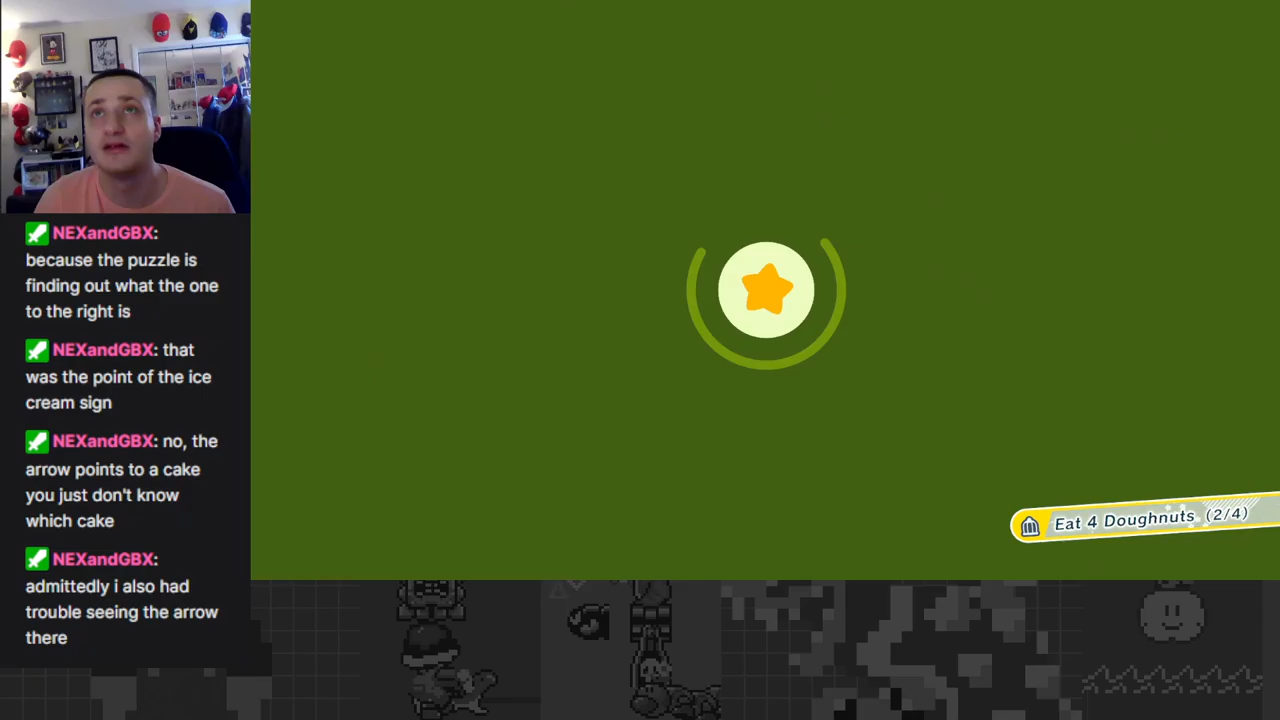 NEXandGBX:
because the puzzle is
finding out what the one
to the right is
NEXandGBX: that
was the point of the ice
cream sign
NEXandGBX: no, the
arrow points to a cake
you just don't know
which cake
NEXandGBX:
admittedly i also had
trouble seeing the arrow
there
Eat 4 Doughnuts (2/4)